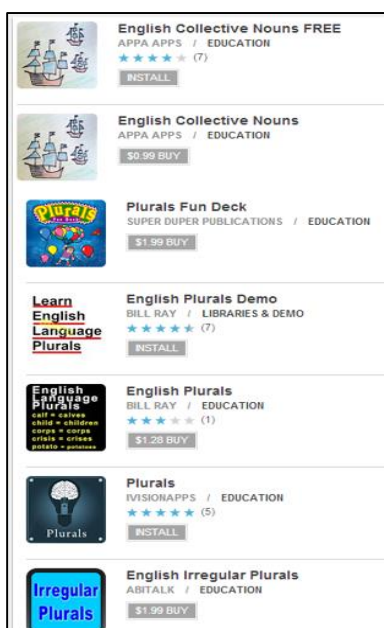 English Collective Nouns FREE
APPA APPS / EDUCATION
(7)
INSTALL
English Collective Nouns
APPA APPS / EDUCATION
$0.99 BUY
Plurals
Fun Deck
Plurals Fun Deck
SUPER DUPER PUBLICATIONS / EDUCATION
$1.99 BUY
Learn
English
Language
Plurals
English Plurals Demo
BILL RAY / LIBRARIES & DEMO
(7)
INSTALL
English
Language
Plurals
calf = calves
child = children
corps = corps
crisis = crises
potato = potatoes
English Plurals
BILL RAY / EDUCATION
(1)
$1.28 BUY
Plurals
Plurals
IVISIONAPPS / EDUCATION
(5)
INSTALL
Irregular
Plurals
English Irregular Plurals
ABITALK / EDUCATION
$1.99 BUY